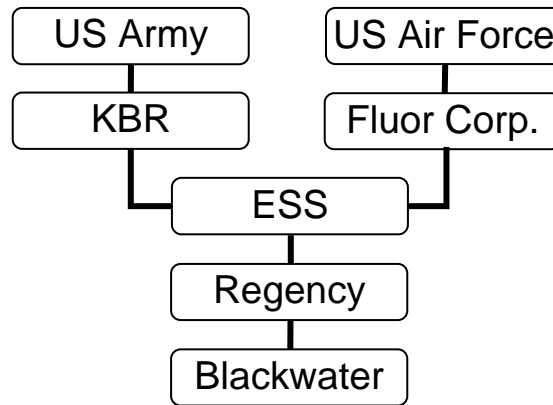 US Army
US Air Force
KBR
Fluor Corp.
ESS
Regency
Blackwater